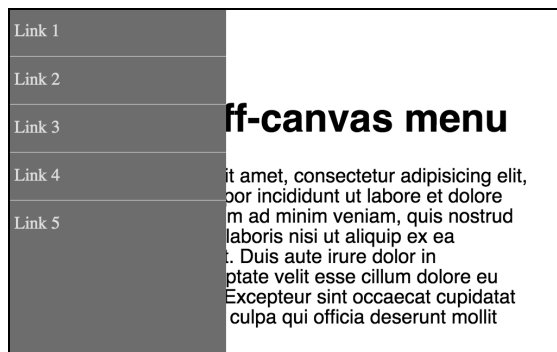 Link 1
Link 2
Link 3
Link 4
Link 5
ff-canvas menu
it amet, consectetur adipisicing elit,
por incididunt ut labore et dolore
m ad minim veniam, quis nostrud
laboris nisi ut aliquip ex ea
t. Duis aute irure dolor in
ptate velit esse cillum dolore eu
Excepteur sint occaecat cupidatat
culpa qui officia deserunt mollit